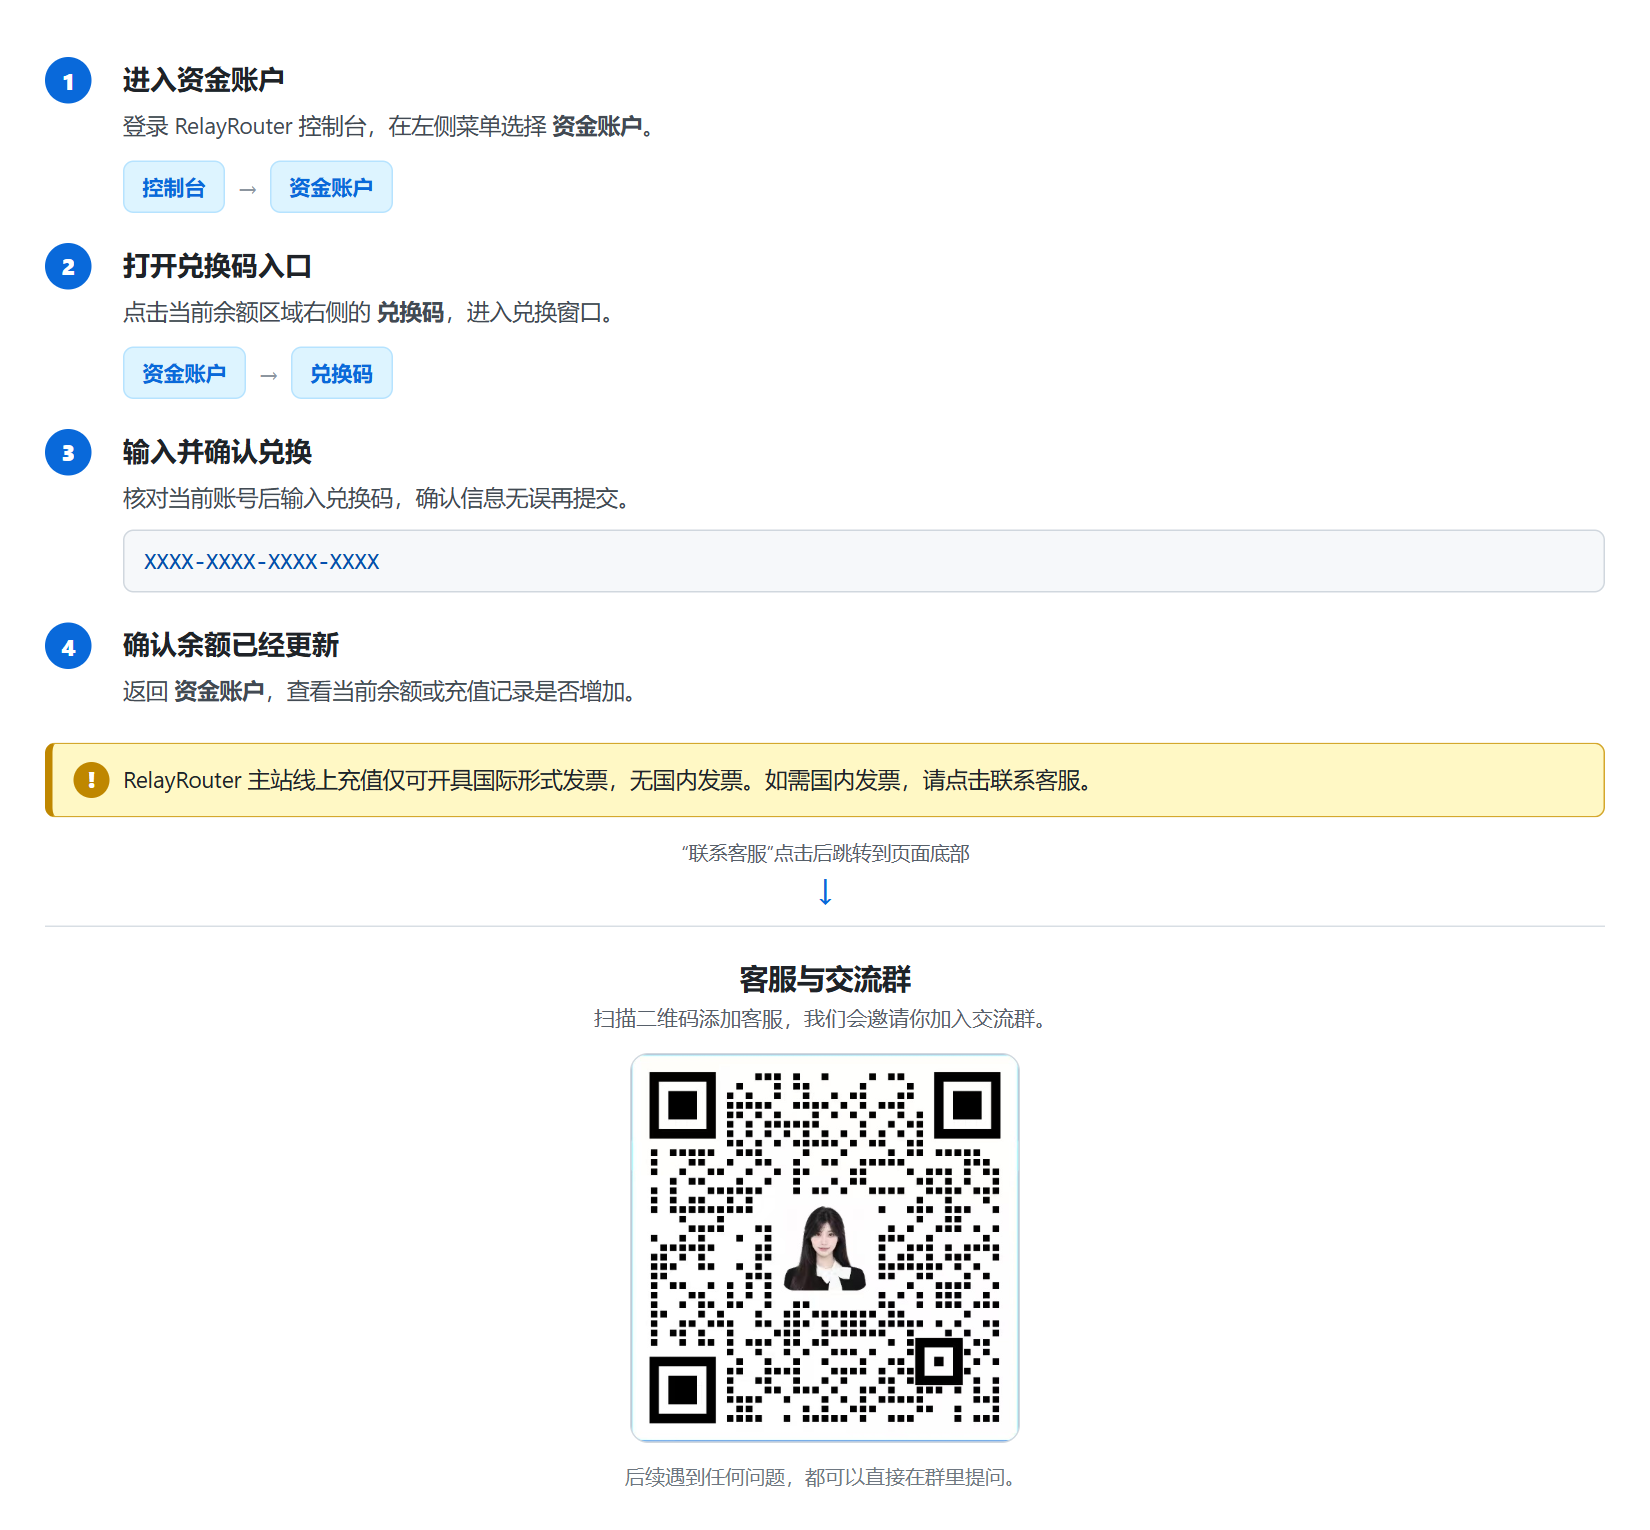 1
进入资金账户
登录 RelayRouter 控制台，在左侧菜单选择 资金账户。
控制台 → 资金账户
2
打开兑换码入口
点击当前余额区域右侧的 兑换码，进入兑换窗口。
资金账户 → 兑换码
3
输入并确认兑换
核对当前账号后输入兑换码，确认信息无误再提交。
XXXX-XXXX-XXXX-XXXX
4
确认余额已经更新
返回 资金账户，查看当前余额或充值记录是否增加。
! RelayRouter 主站线上充值仅可开具国际形式发票，无国内发票。如需国内发票，请点击联系客服。
“联系客服”点击后跳转到页面底部
↓
客服与交流群
扫描二维码添加客服，我们会邀请你加入交流群。
后续遇到任何问题，都可以直接在群里提问。